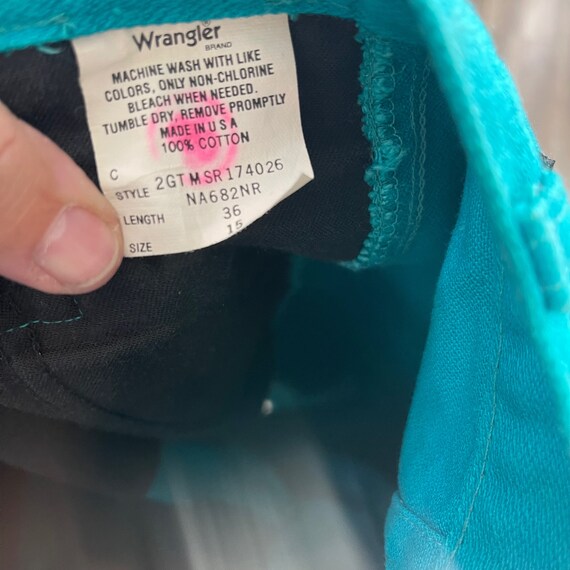 Wrangler®
BRAND
MACHINE WASH WITH LIKE
COLORS, ONLY NON-CHLORINE
BLEACH WHEN NEEDED.
TUMBLE DRY, REMOVE PROMPTLY
MADE IN U S A
100% COTTON
C
STYLE 2GTMSR174026
NA682NR
LENGTH 36
SIZE 15